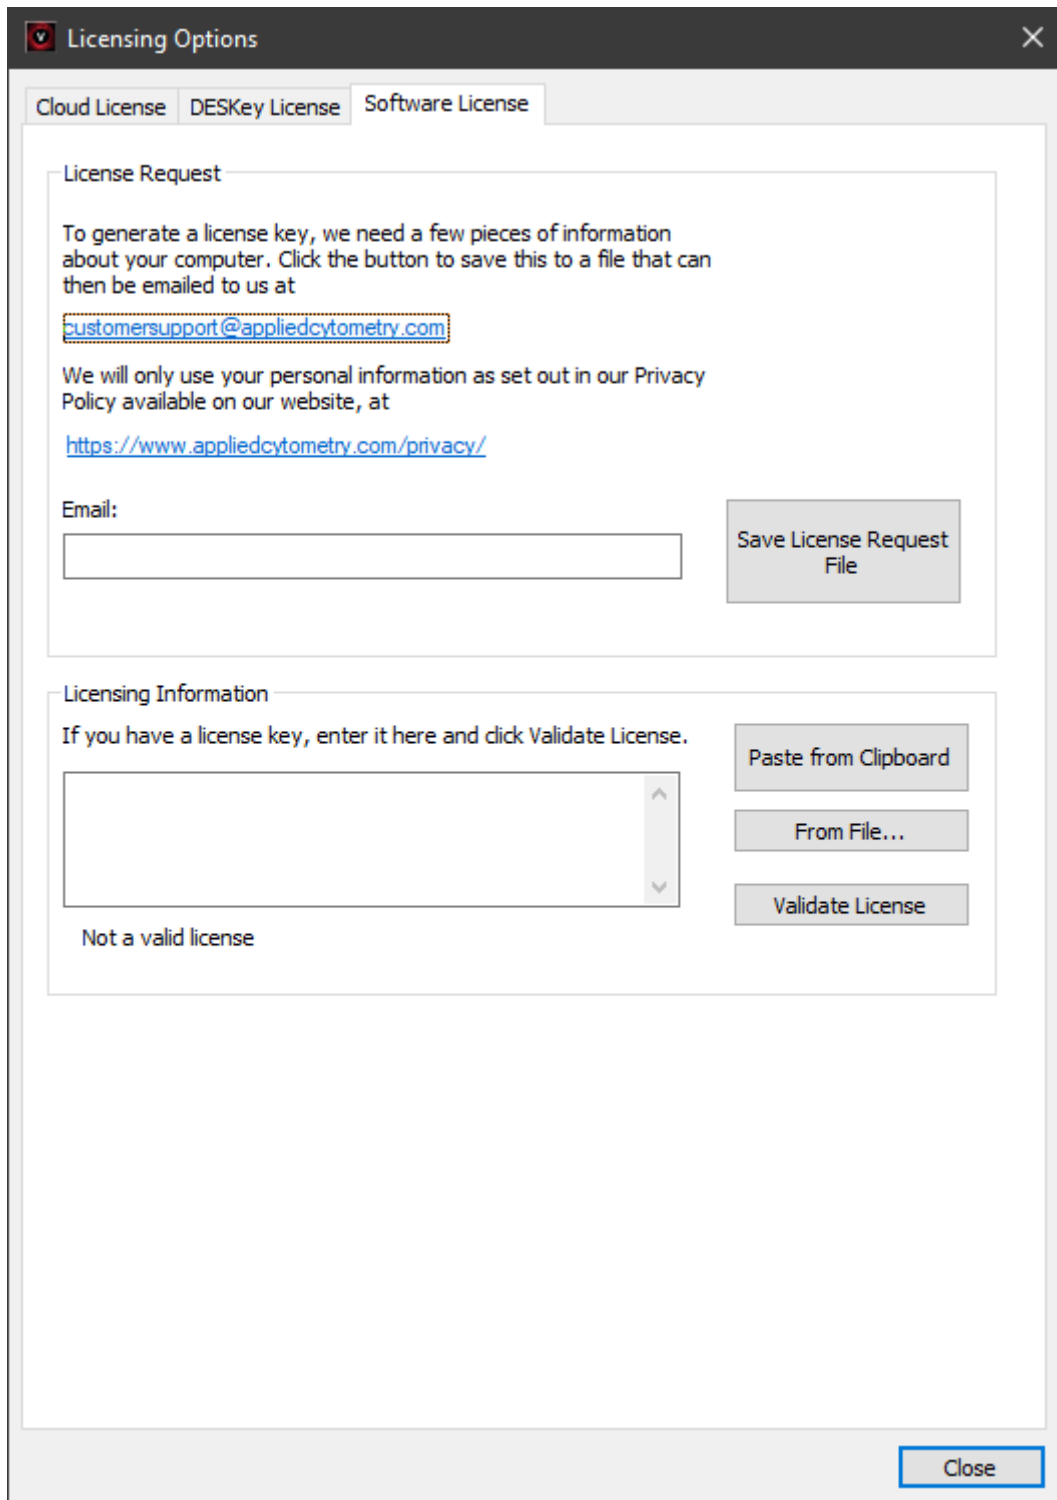 Licensing Options
Cloud License
DESKey License
Software License
License Request
To generate a license key, we need a few pieces of information
about your computer. Click the button to save this to a file that can
then be emailed to us at
customersupport@appliedcytometry.com
We will only use your personal information as set out in our Privacy
Policy available on our website, at
https://www.appliedcytometry.com/privacy/
Email:
Save License Request
File
Licensing Information
If you have a license key, enter it here and click Validate License.
Paste from Clipboard
From File...
Validate License
Not a valid license
Close